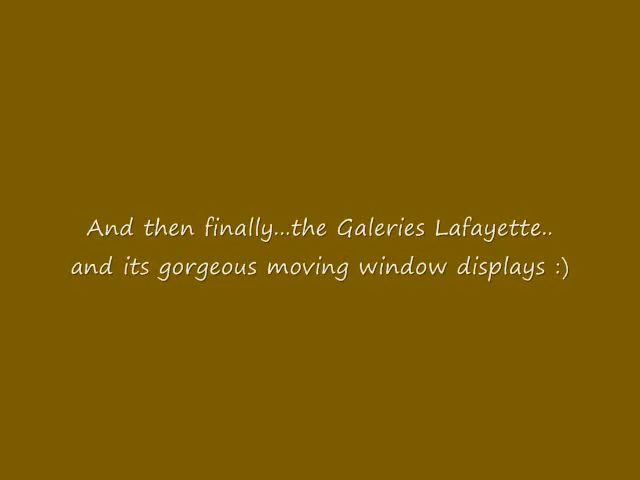 And then finally...the Galeries Lafayette..
and its gorgeous moving window displays :)